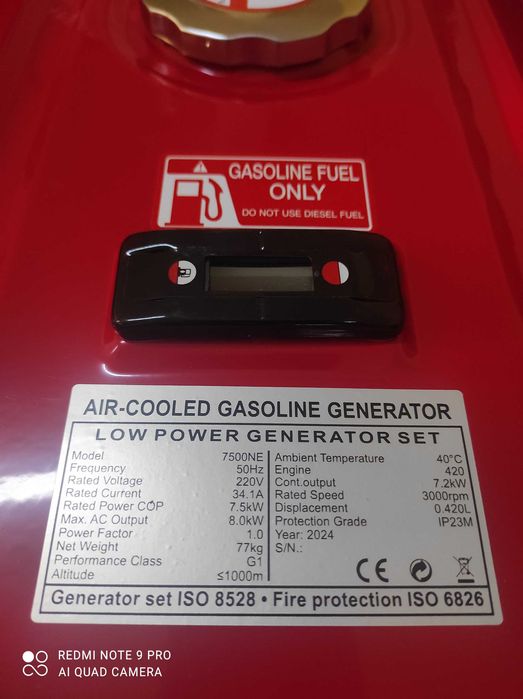 GASOLINE FUEL
ONLY
DO NOT USE DIESEL FUEL
AIR-COOLED GASOLINE GENERATOR
LOW POWER GENERATOR SET
Model 7500NE
Frequency 50Hz
Rated Voltage 220V
Rated Current 34.1A
Rated Power COP 7.5kW
Max. AC Output 8.0kW
Power Factor 1.0
Net Weight 77kg
Performance Class G1
Altitude ≤1000m
Ambient Temperature 40°C
Engine 420
Cont.output 7.2kW
Rated Speed 3000rpm
Displacement 0.420L
Protection Grade IP23M
Year: 2024
S/N.:
CE
Generator set ISO 8528 • Fire protection ISO 6826
REDMI NOTE 9 PRO
AI QUAD CAMERA